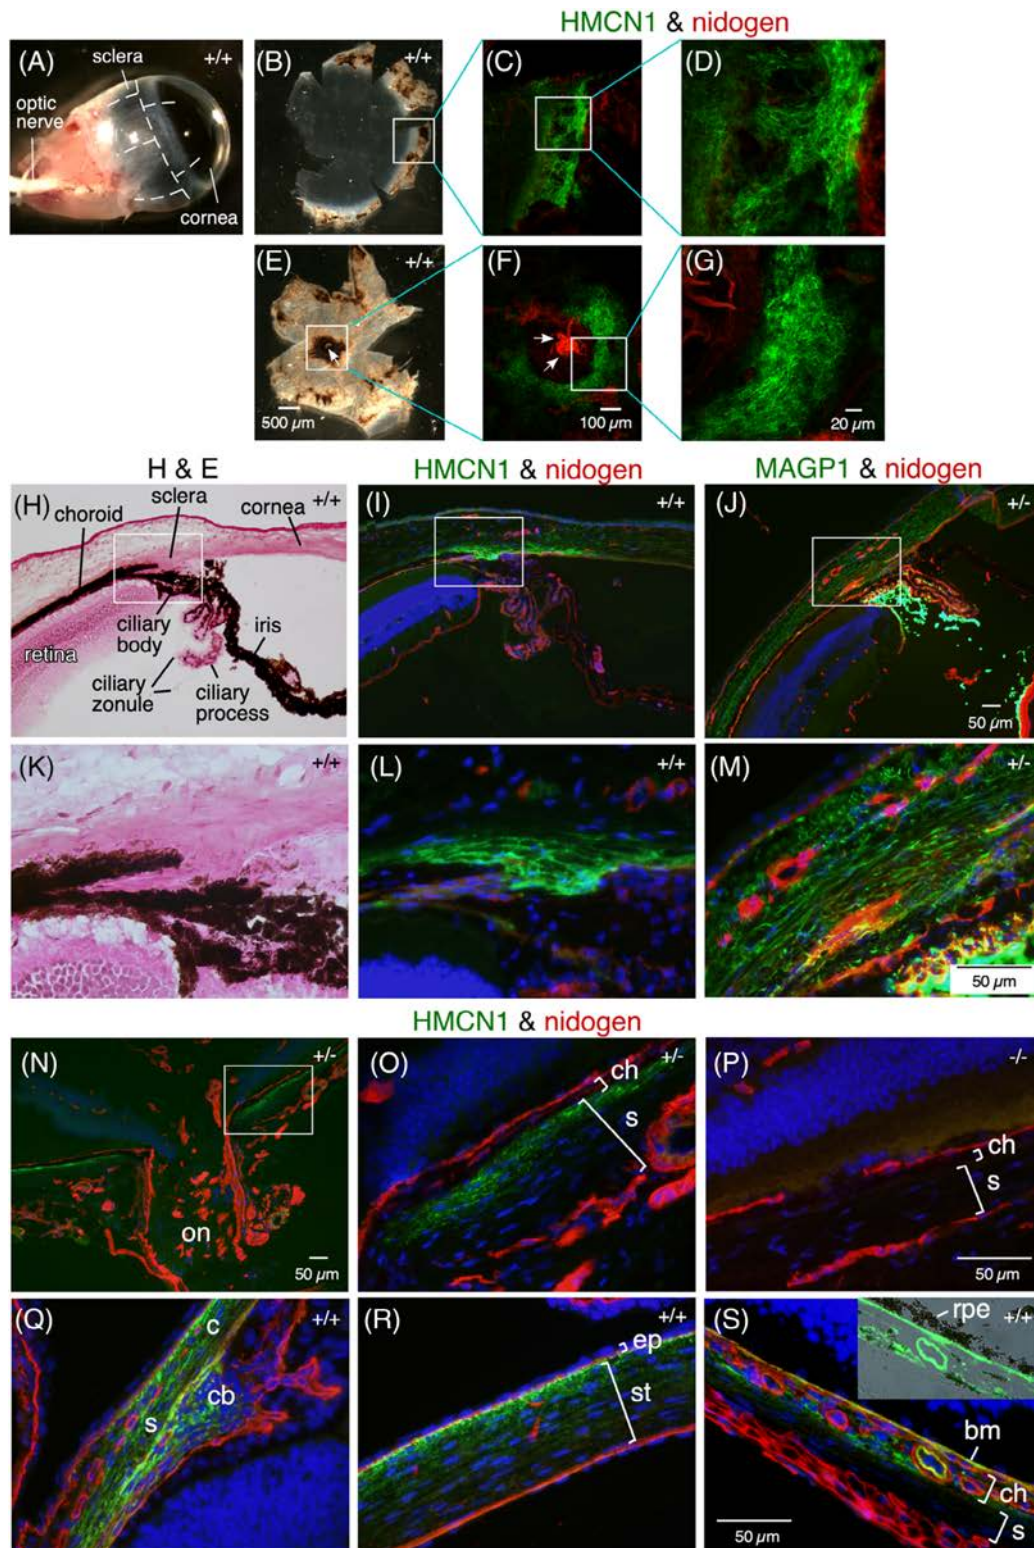 HMCN1 & nidogen
(A)
sclera
+/+
optic
nerve
cornea
(B)
+/+
(C)
(D)
(E)
+/+
500 µm
(F)
100 µm
(G)
20 µm
H & E
HMCN1 & nidogen
MAGP1 & nidogen
(H)
sclera
+/+
choroid
cornea
ciliary
body
retina
iris
ciliary
zonule
ciliary
process
(I)
+/+
(J)
+/-
50 µm
(K)
+/+
(L)
+/+
(M)
+/-
50 µm
HMCN1 & nidogen
(N)
+/-
on
50 µm
(O)
+/-
ch
s
(P)
-/-
ch
s
50 µm
(Q)
+/+
c
cb
s
(R)
+/+
ep
st
(S)
rpe
+/+
bm
ch
s
50 µm